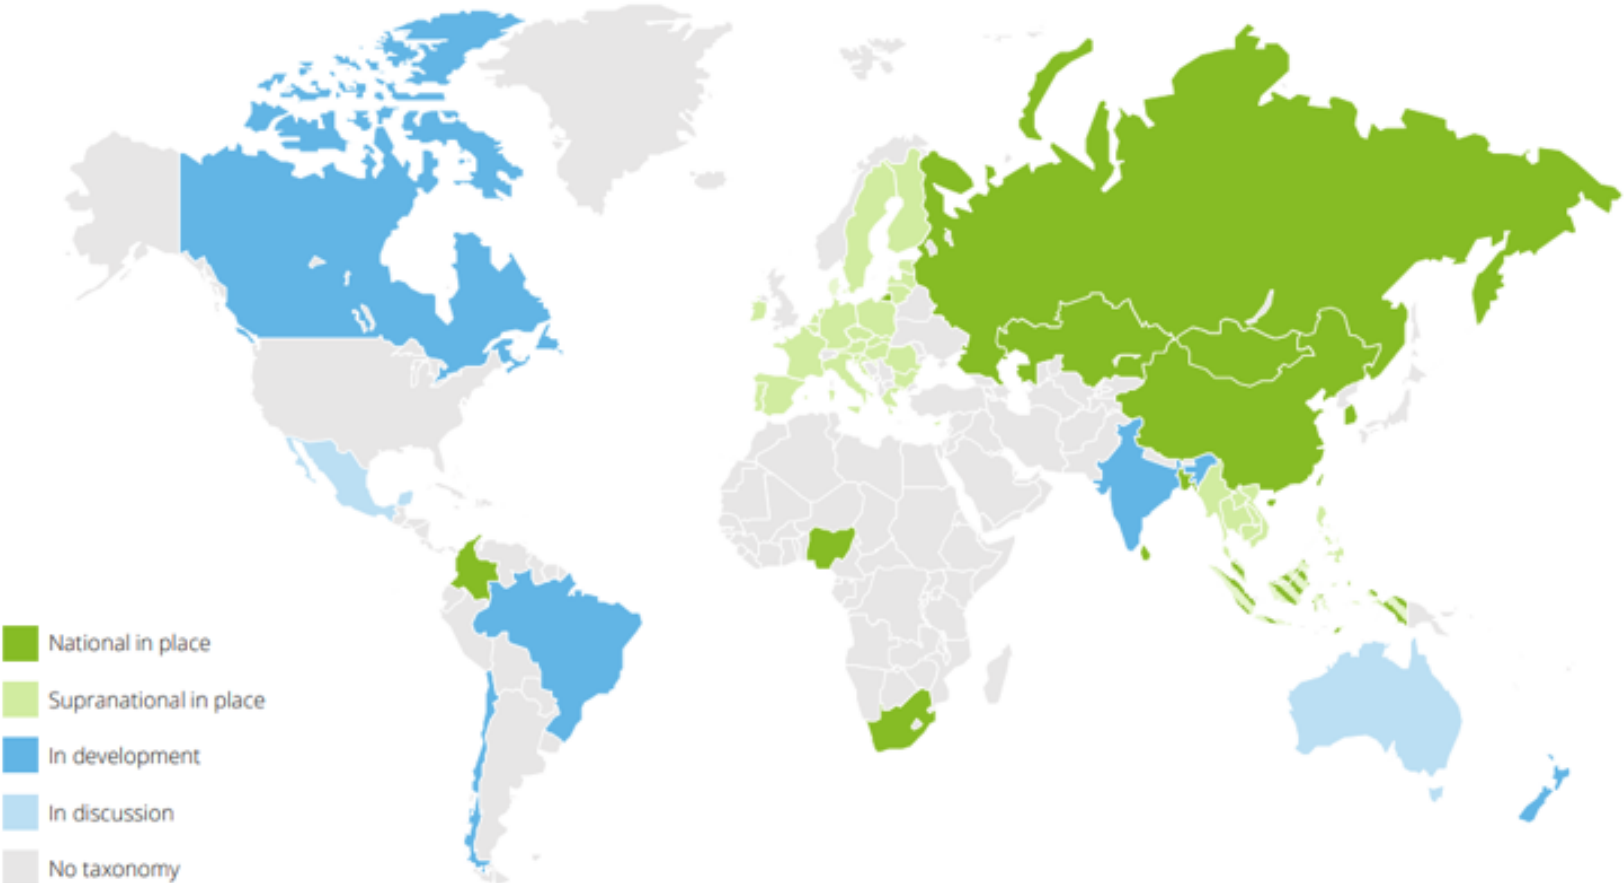 National in place
Supranational in place
In development
In discussion
No taxonomy